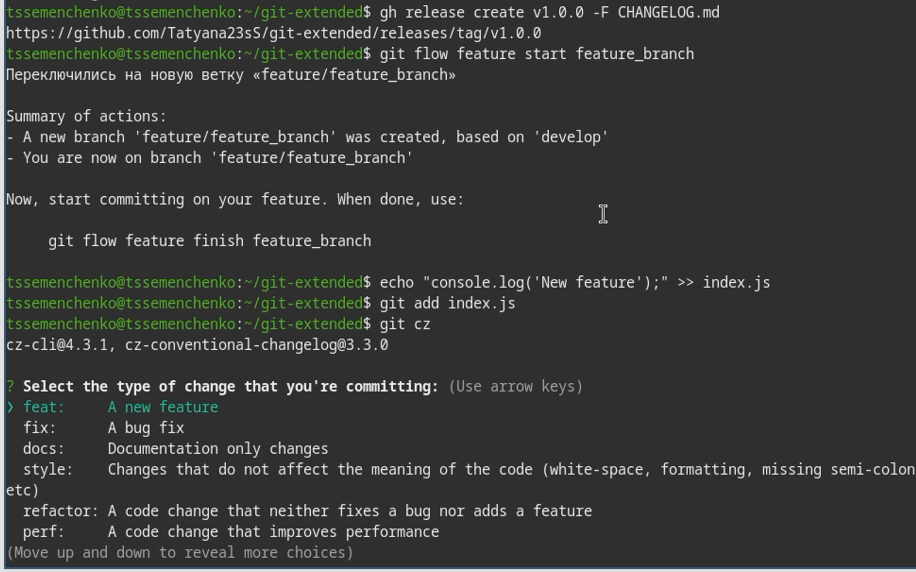 tssemenchenko@tssemenchenko:~/git-extended$ gh release create v1.0.0 -F CHANGELOG.md
https://github.com/Tatyana23sS/git-extended/releases/tag/v1.0.0
tssemenchenko@tssemenchenko:~/git-extended$ git flow feature start feature_branch
Переключились на новую ветку «feature/feature_branch»
Summary of actions:
- A new branch 'feature/feature_branch' was created, based on 'develop'
- You are now on branch 'feature/feature_branch'
Now, start committing on your feature. When done, use:
git flow feature finish feature_branch
tssemenchenko@tssemenchenko:~/git-extended$ echo "console.log('New feature');" >> index.js
tssemenchenko@tssemenchenko:~/git-extended$ git add index.js
tssemenchenko@tssemenchenko:~/git-extended$ git cz
cz-cli@4.3.1, cz-conventional-changelog@3.3.0
? Select the type of change that you're committing: (Use arrow keys)
❯ feat:     A new feature
fix:      A bug fix
docs:     Documentation only changes
style:    Changes that do not affect the meaning of the code (white-space, formatting, missing semi-colon
etc)
refactor: A code change that neither fixes a bug nor adds a feature
perf:     A code change that improves performance
(Move up and down to reveal more choices)